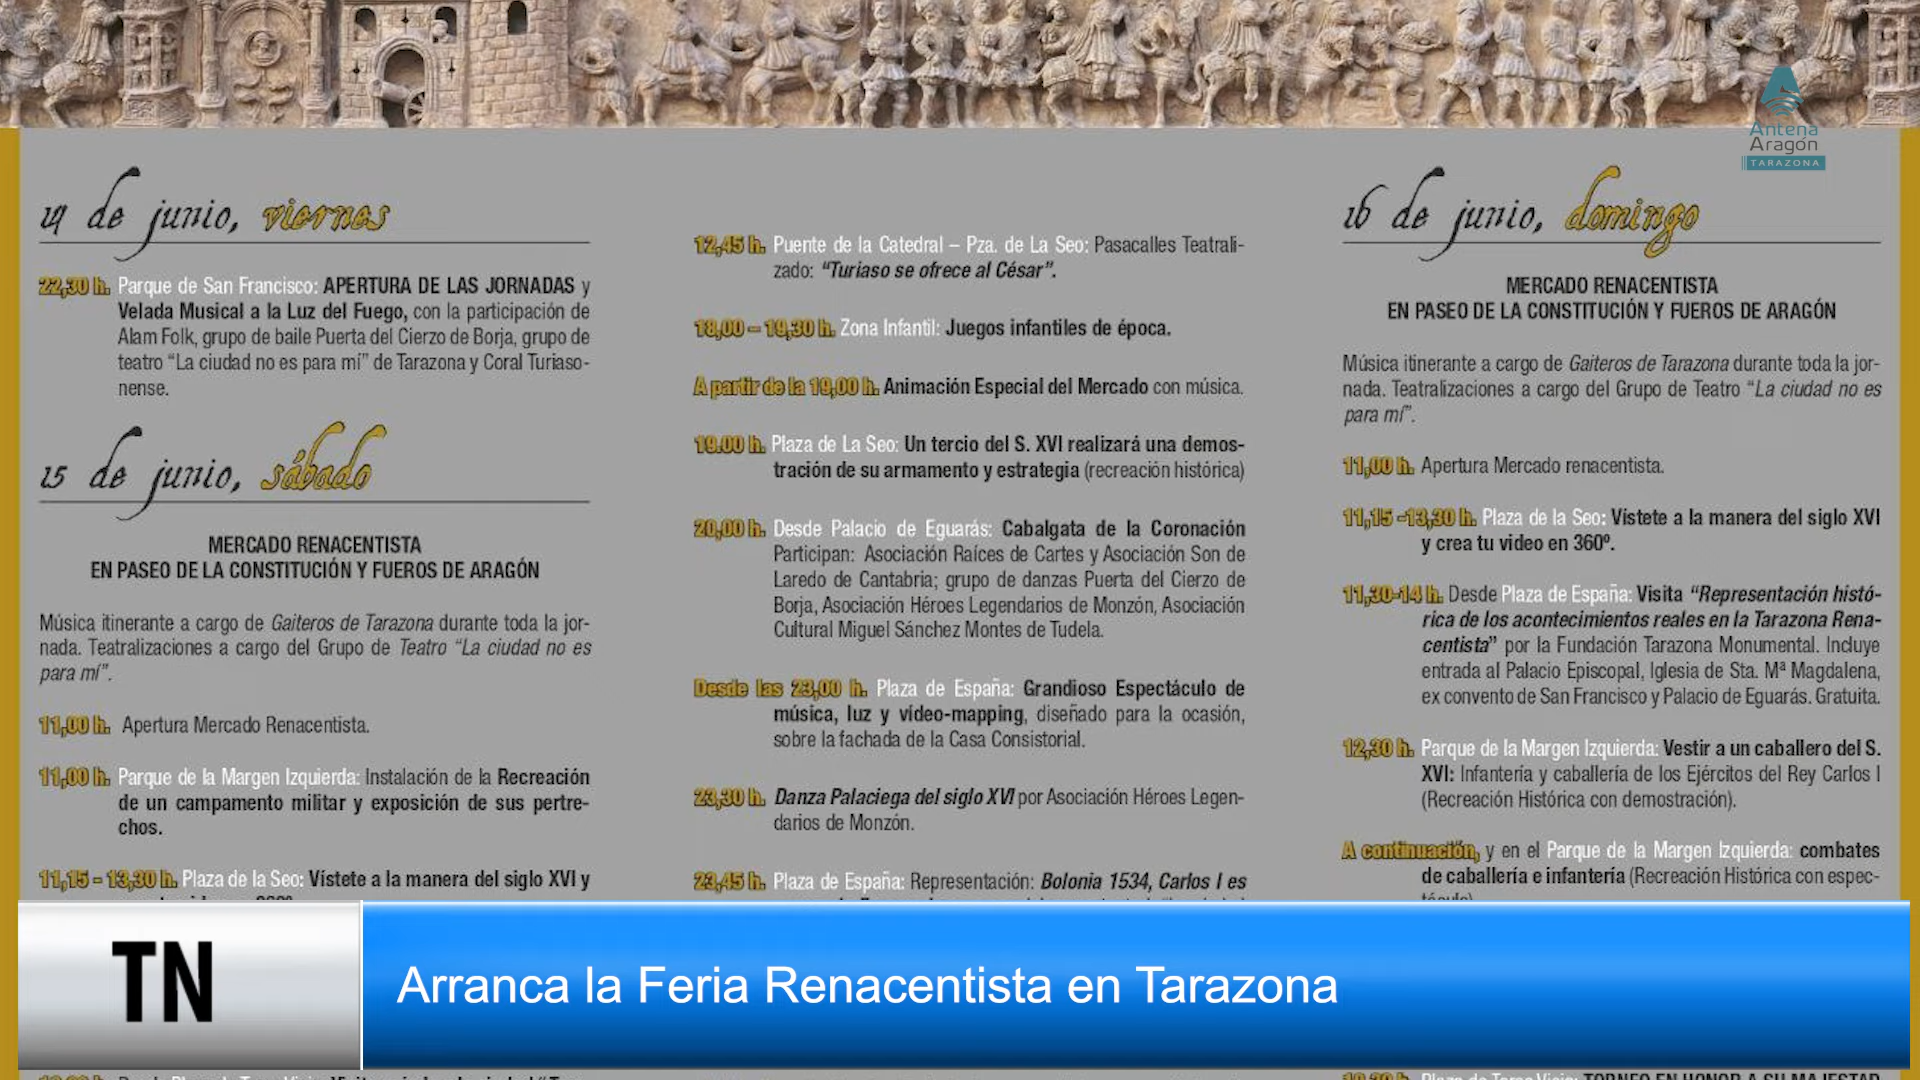 14 de junio, viernes
22,30 h. Parque de San Francisco: APERTURA DE LAS JORNADAS y
Velada Musical a la Luz del Fuego, con la participación de
Alam Folk, grupo de baile Puerta del Cierzo de Borja, grupo de
teatro “La ciudad no es para mí” de Tarazona y Coral Turiaso-
nense.
15 de junio, sábado
MERCADO RENACENTISTA
EN PASEO DE LA CONSTITUCIÓN Y FUEROS DE ARAGÓN
Música itinerante a cargo de Gaiteros de Tarazona durante toda la jor-
nada. Teatralizaciones a cargo del Grupo de Teatro “La ciudad no es
para mí”.
11,00 h. Apertura Mercado Renacentista.
11,00 h. Parque de la Margen Izquierda: Instalación de la Recreación
de un campamento militar y exposición de sus pertre-
chos.
11,15 - 13,30 h. Plaza de la Seo: Vístete a la manera del siglo XVI y
12,45 h. Puente de la Catedral – Pza. de La Seo: Pasacalles Teatrali-
zado: “Turiaso se ofrece al César”.
18,00 – 19,30 h. Zona Infantil: Juegos infantiles de época.
A partir de la 19,00 h. Animación Especial del Mercado con música.
19.00 h. Plaza de La Seo: Un tercio del S. XVI realizará una demos-
tración de su armamento y estrategia (recreación histórica)
20,00 h. Desde Palacio de Eguarás: Cabalgata de la Coronación
Participan: Asociación Raíces de Cartes y Asociación Son de
Laredo de Cantabria; grupo de danzas Puerta del Cierzo de
Borja, Asociación Héroes Legendarios de Monzón, Asociación
Cultural Miguel Sánchez Montes de Tudela.
Desde las 23,00 h. Plaza de España: Grandioso Espectáculo de
música, luz y vídeo-mapping, diseñado para la ocasión,
sobre la fachada de la Casa Consistorial.
23,30 h. Danza Palaciega del siglo XVI por Asociación Héroes Legen-
darios de Monzón.
23,45 h. Plaza de España: Representación: Bolonia 1534, Carlos I es
16 de junio, domingo
MERCADO RENACENTISTA
EN PASEO DE LA CONSTITUCIÓN Y FUEROS DE ARAGÓN
Música itinerante a cargo de Gaiteros de Tarazona durante toda la jor-
nada. Teatralizaciones a cargo del Grupo de Teatro “La ciudad no es
para mí”.
11,00 h. Apertura Mercado renacentista.
11,15 -13,30 h. Plaza de la Seo: Vístete a la manera del siglo XVI
y crea tu video en 360º.
11,30-14 h. Desde Plaza de España: Visita “Representación histó-
rica de los acontecimientos reales en la Tarazona Rena-
centista” por la Fundación Tarazona Monumental. Incluye
entrada al Palacio Episcopal, Iglesia de Sta. Mª Magdalena,
ex convento de San Francisco y Palacio de Eguarás. Gratuita.
12,30 h. Parque de la Margen Izquierda: Vestir a un caballero del S.
XVI: Infantería y caballería de los Ejércitos del Rey Carlos I
(Recreación Histórica con demostración).
A continuación, y en el Parque de la Margen Izquierda: combates
de caballería e infantería (Recreación Histórica con espec-
Antena
Aragón
TARAZONA
TN
Arranca la Feria Renacentista en Tarazona